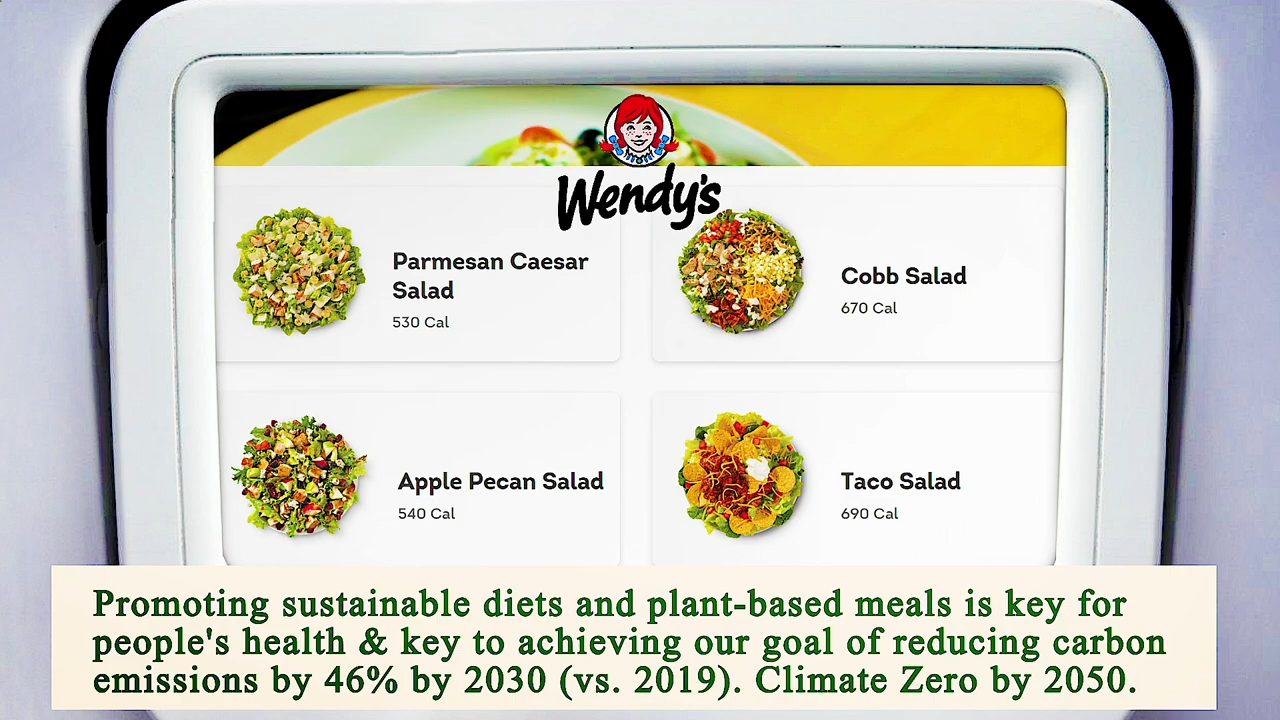 Wendy's
Parmesan Caesar
Salad
530 Cal
Cobb Salad
670 Cal
Apple Pecan Salad
540 Cal
Taco Salad
690 Cal
Promoting sustainable diets and plant-based meals is key for
people's health & key to achieving our goal of reducing carbon
emissions by 46% by 2030 (vs. 2019). Climate Zero by 2050.